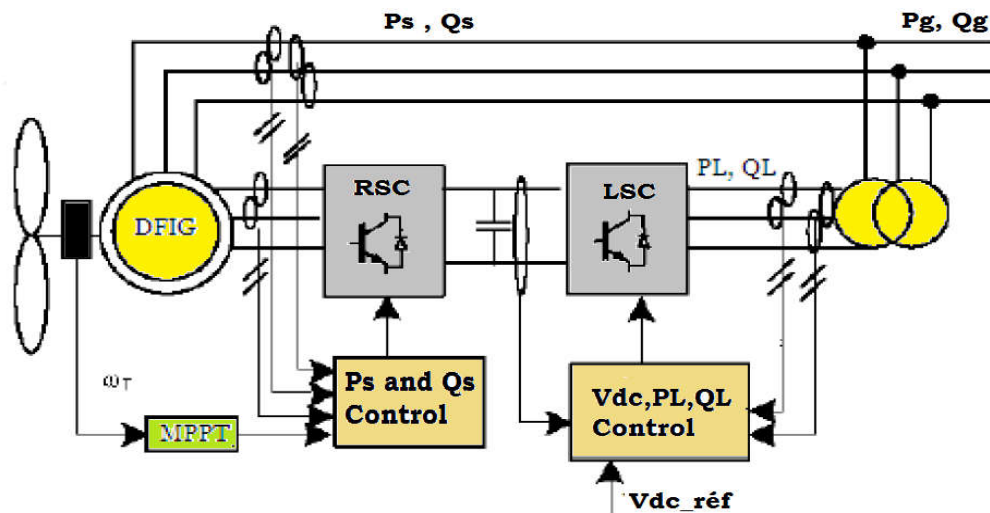 Ps , Qs
Pg, Qg
RSC
LSC
PL, QL
DFIG
ωT
Ps and Qs
Control
Vdc,PL,QL
Control
MPPT
Vdc_réf